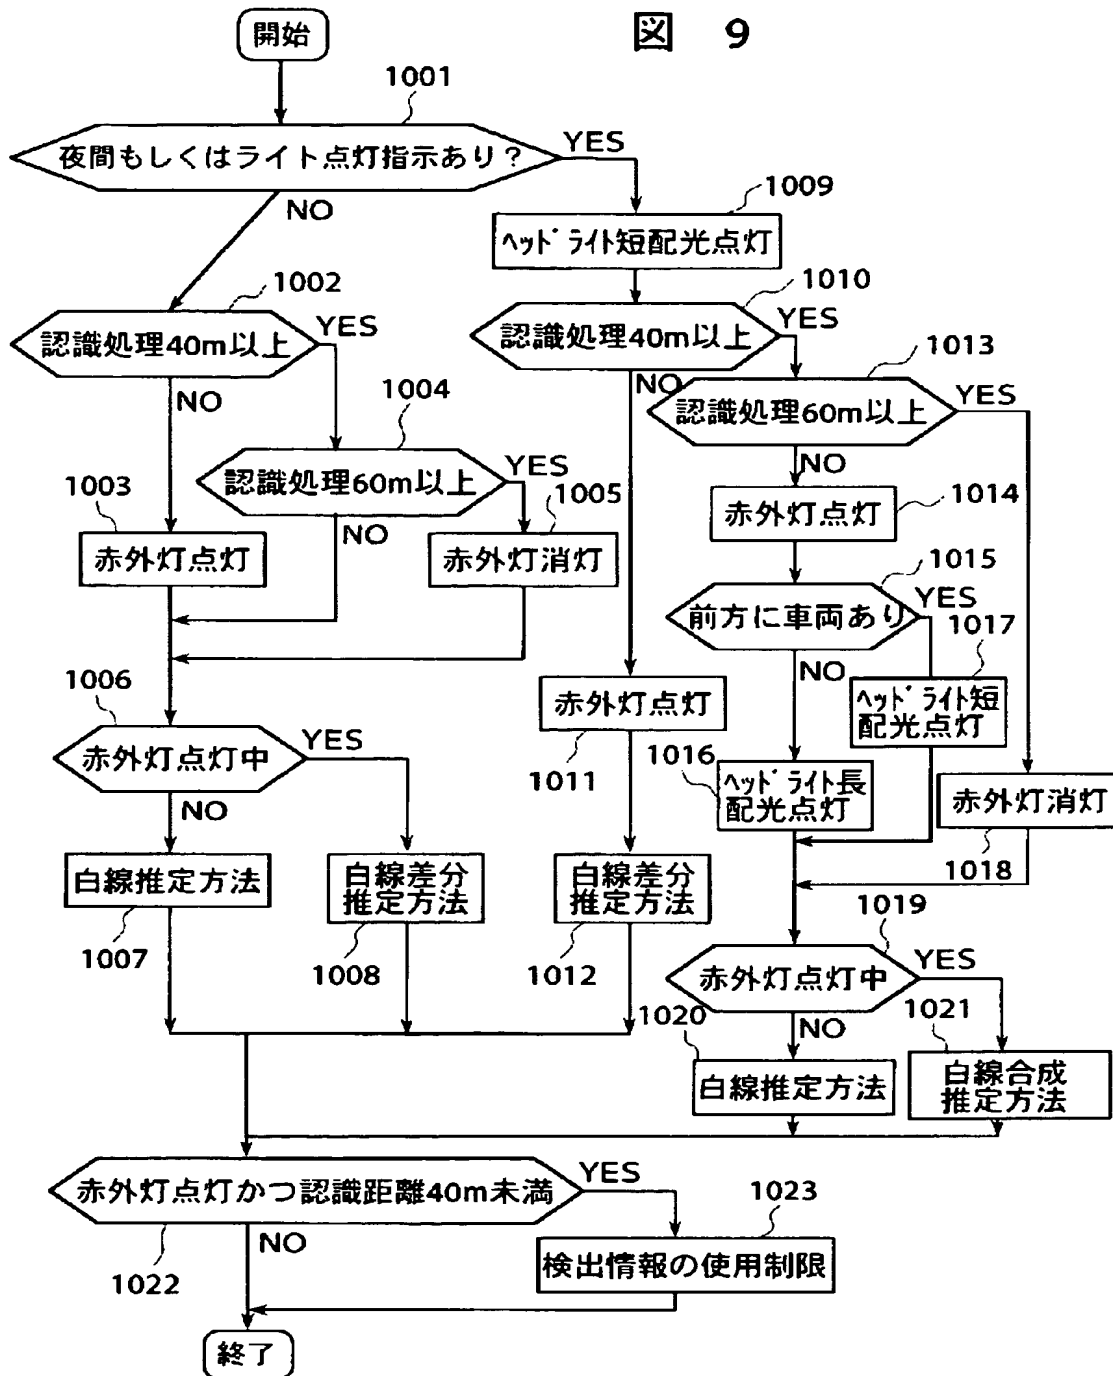 図 9
開始
1001
夜間もしくはライト点灯指示あり？
YES
NO
1009
ﾍｯﾄﾞﾗｲﾄ短配光点灯
1002
認識処理40m以上
YES
NO
1010
認識処理40m以上
YES
NO
1013
認識処理60m以上
YES
NO
1004
認識処理60m以上
YES
NO
1003
赤外灯点灯
1005
赤外灯消灯
1014
赤外灯点灯
1015
前方に車両あり
YES
NO
1017
ﾍｯﾄﾞﾗｲﾄ短
配光点灯
1006
赤外灯点灯中
YES
NO
赤外灯点灯
1011
1016
ﾍｯﾄﾞﾗｲﾄ長
配光点灯
赤外灯消灯
1018
白線推定方法
1007
白線差分
推定方法
1008
白線差分
推定方法
1012
1019
赤外灯点灯中
YES
NO
1020
白線推定方法
1021
白線合成
推定方法
赤外灯点灯かつ認識距離40m未満
YES
NO
1022
1023
検出情報の使用制限
終了